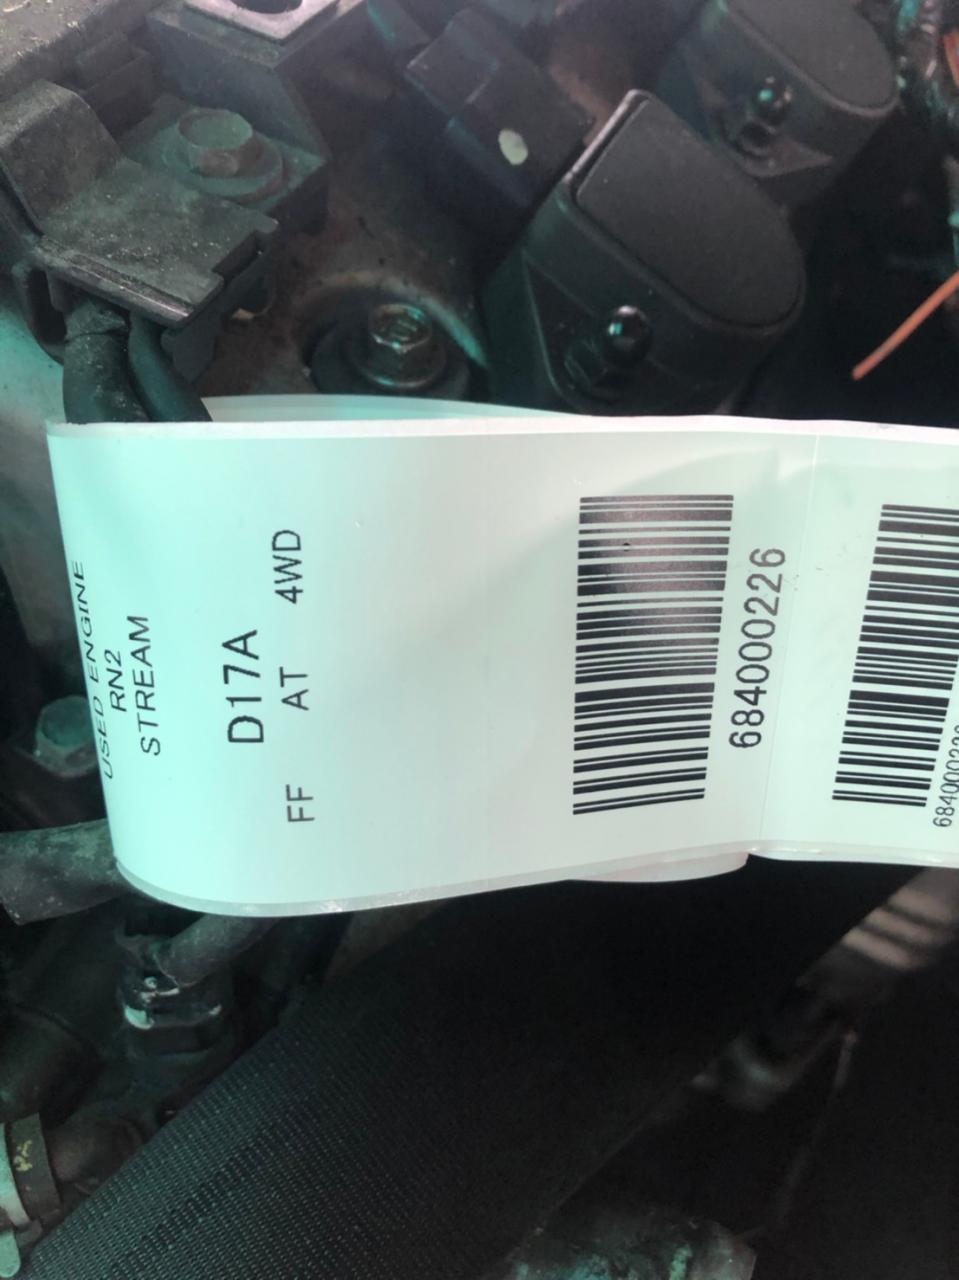 USED ENGINE
RN2
STREAM
D17A
FF AT 4WD
684000226